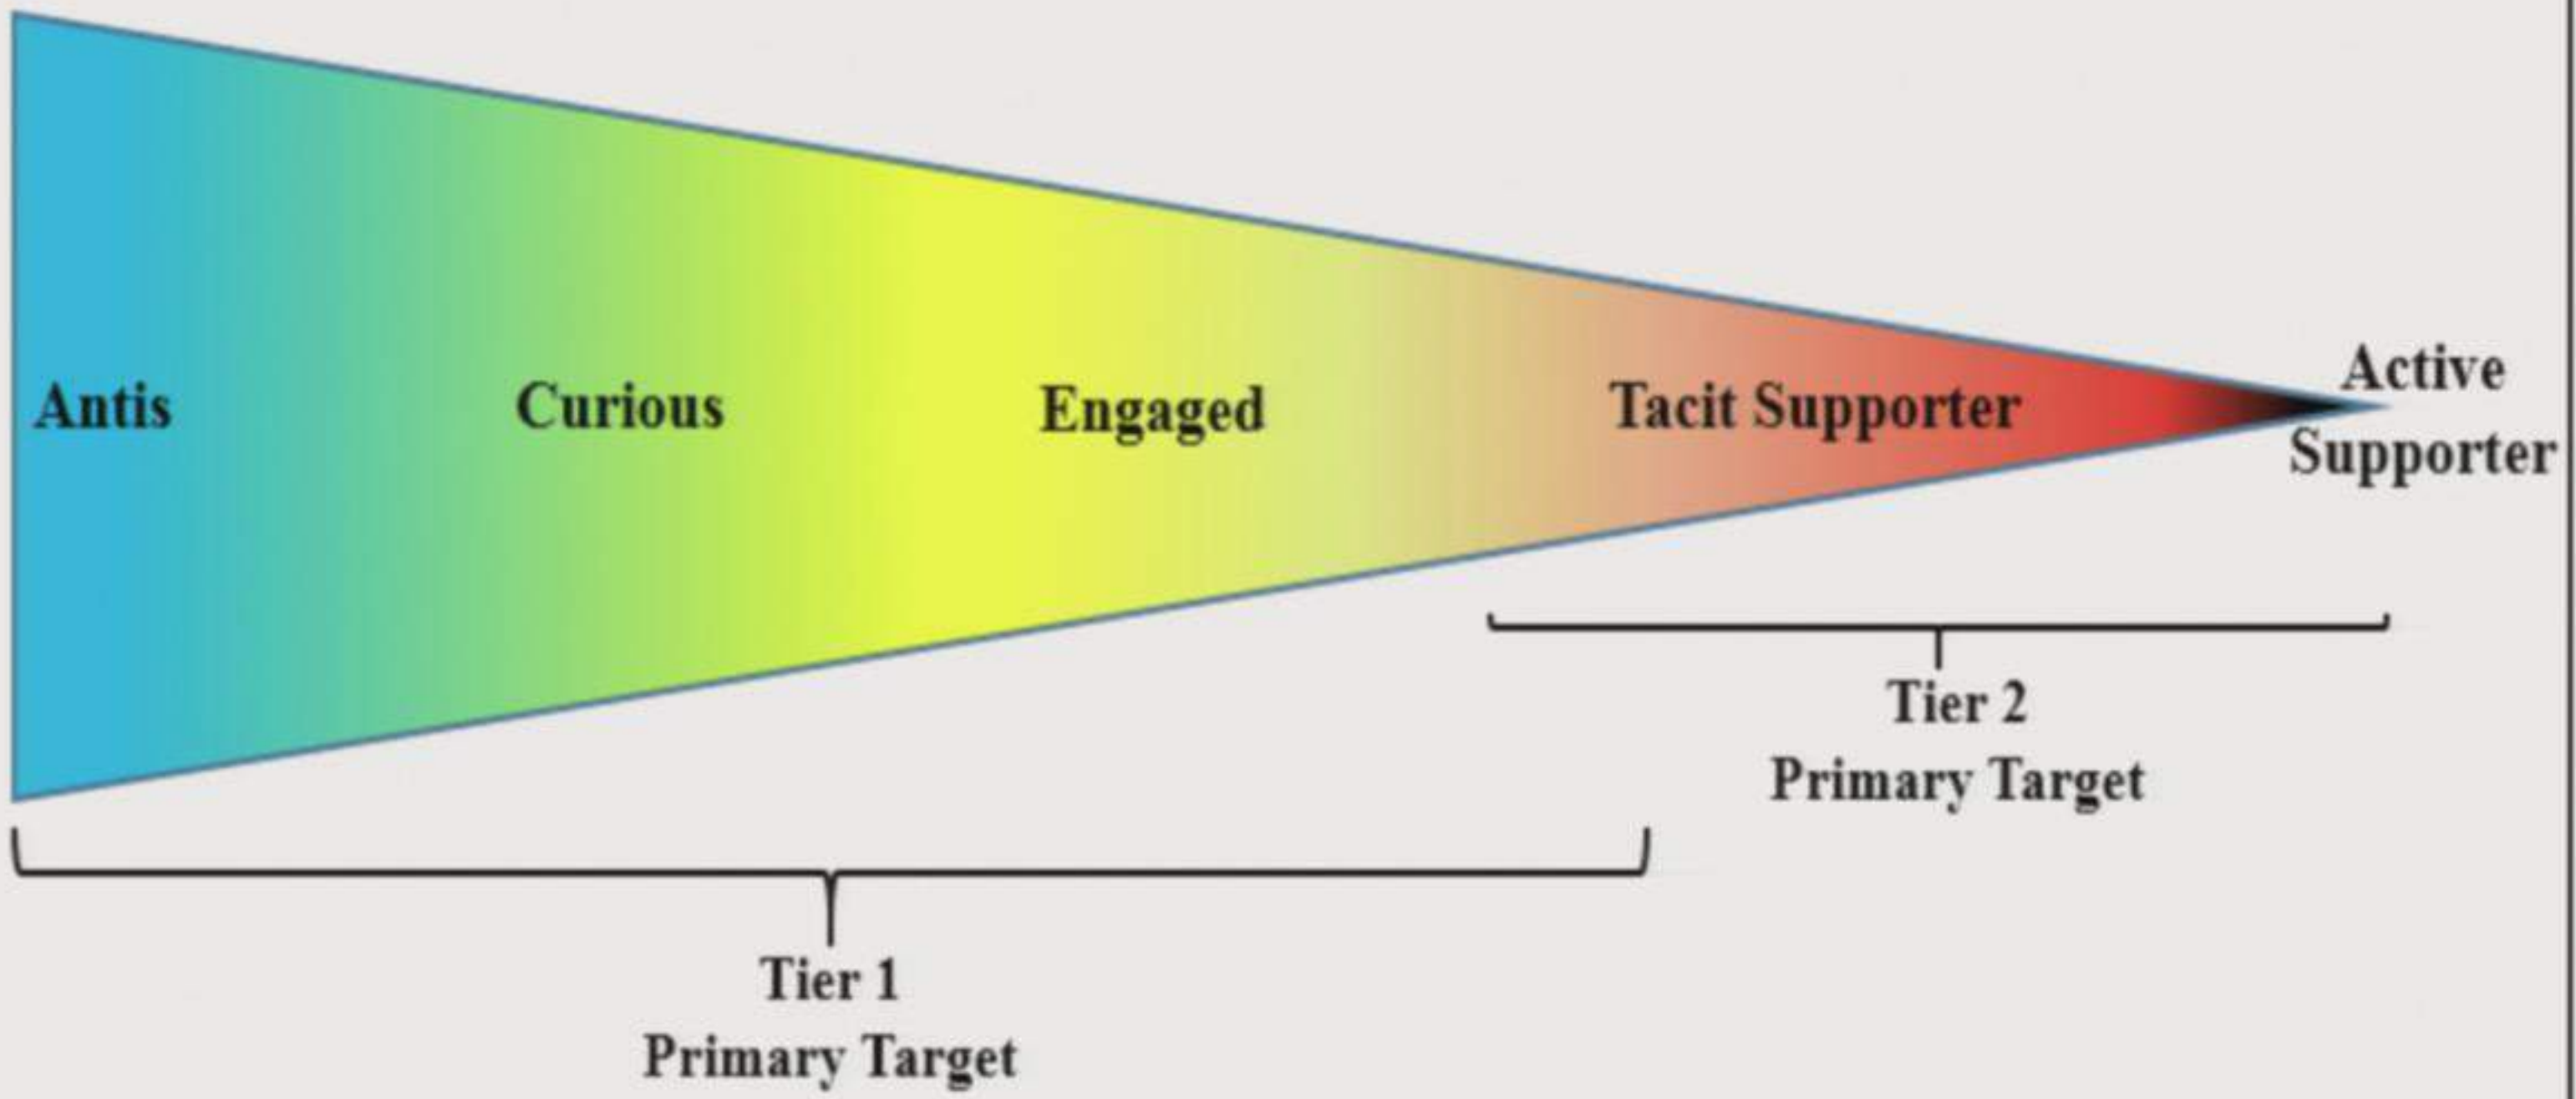 Antis
Curious
Engaged
Tacit Supporter
Active
Supporter
Tier 2
Primary Target
Tier 1
Primary Target